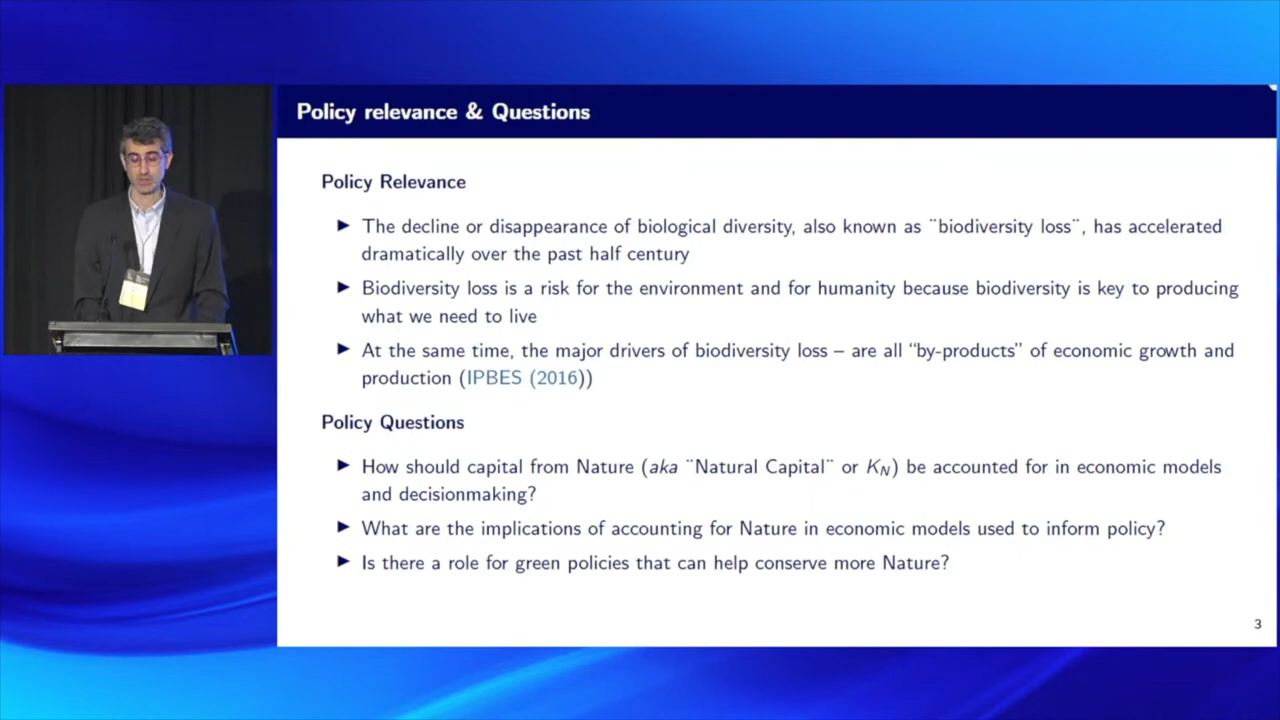 Policy relevance & Questions
Policy Relevance
▶ The decline or disappearance of biological diversity, also known as ¨biodiversity loss¨, has accelerated
dramatically over the past half century
▶ Biodiversity loss is a risk for the environment and for humanity because biodiversity is key to producing
what we need to live
▶ At the same time, the major drivers of biodiversity loss – are all “by-products” of economic growth and
production (IPBES (2016))
Policy Questions
▶ How should capital from Nature (aka ¨Natural Capital¨ or K_N) be accounted for in economic models
and decisionmaking?
▶ What are the implications of accounting for Nature in economic models used to inform policy?
▶ Is there a role for green policies that can help conserve more Nature?
3